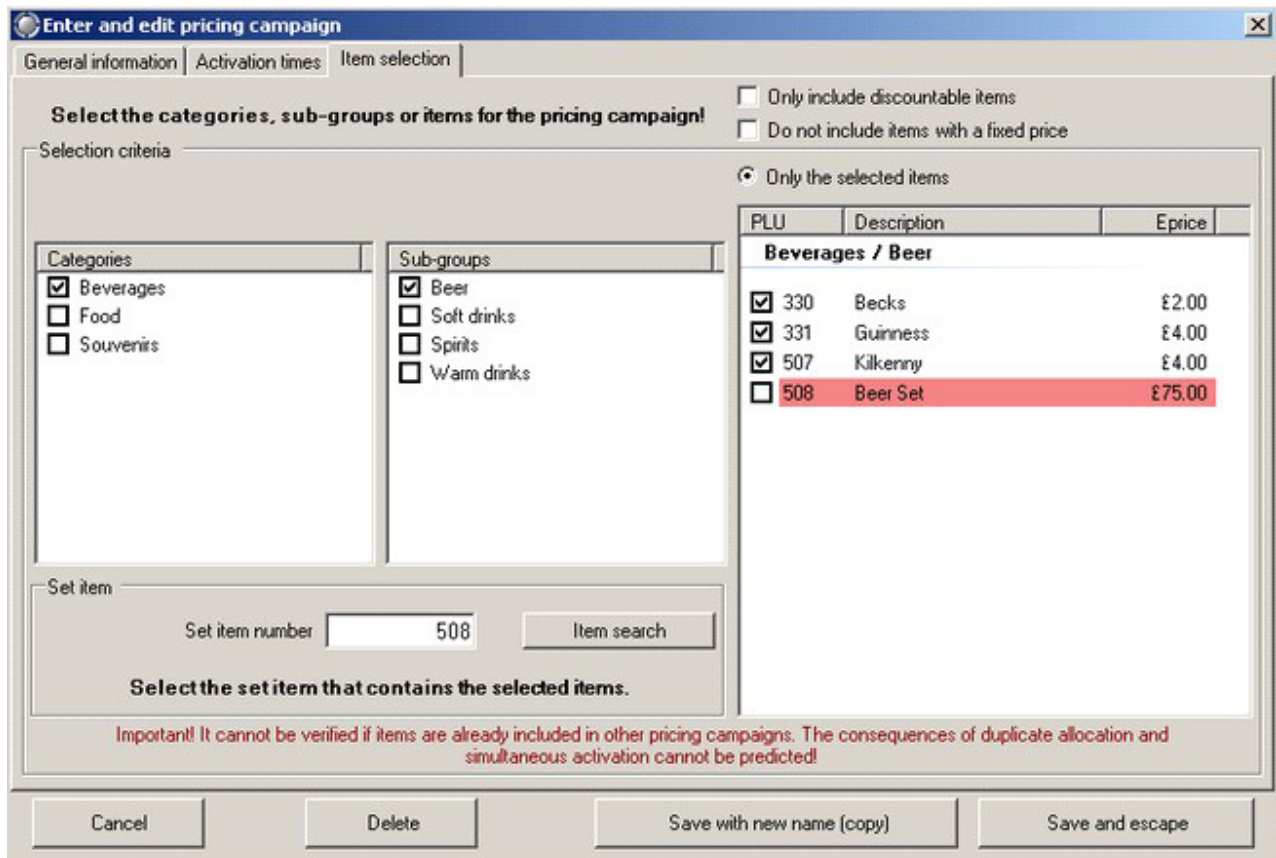 Enter and edit pricing campaign
General information Activation times Item selection
Select the categories, sub-groups or items for the pricing campaign!
Only include discountable items
Do not include items with a fixed price
Selection criteria
Only the selected items
Categories
Beverages
Food
Souvenirs
Sub-groups
Beer
Soft drinks
Spirits
Warm drinks
PLU Description Eprice
Beverages / Beer
330 Becks £2.00
331 Guinness £4.00
507 Kilkenny £4.00
508 Beer Set £75.00
Set item
Set item number 508 Item search
Select the set item that contains the selected items.
Important! It cannot be verified if items are already included in other pricing campaigns. The consequences of duplicate allocation and
simultaneous activation cannot be predicted!
Cancel Delete Save with new name (copy) Save and escape